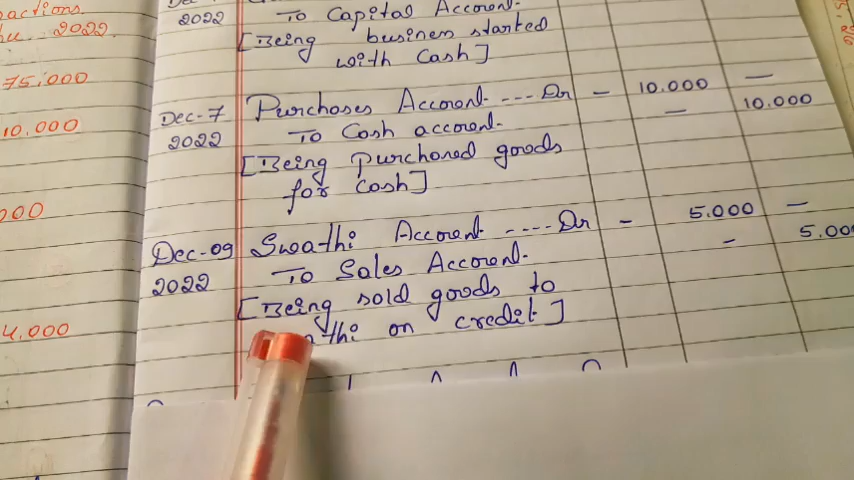 actions.
2022.
75.000
10.000
000
4.000
2022 To Capital Account.
[Being business started
with Cash]
Dec-7 Purchases Account ---- Dr - 10.000 —
2022 To Cash account. — 10.000
[Being Purchased goods
for Cash]
Dec-09 Swathi Account ---- Dr - 5.000 —
2022 To Sales Account. - 5.00
[Being sold goods to
thi on credit]